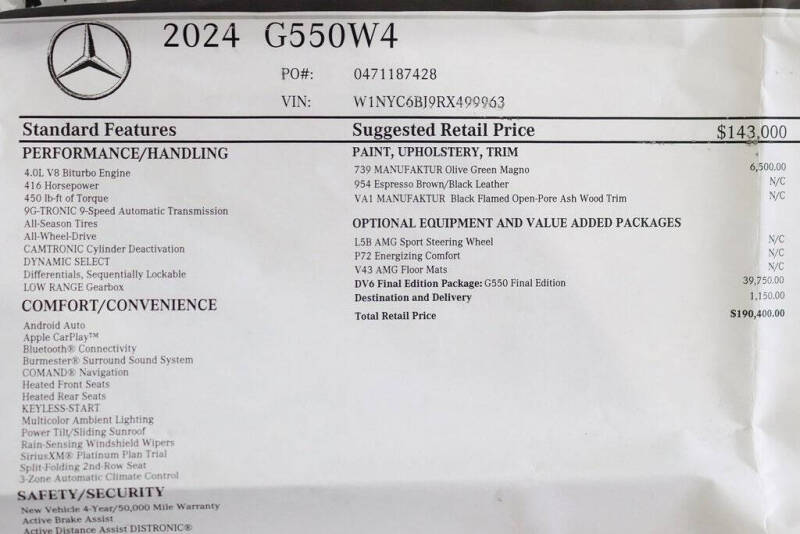 2024 G550W4
PO#: 0471187428
VIN: W1NYC6BJ9RX499963
Standard Features
PERFORMANCE/HANDLING
4.0L V8 Biturbo Engine
416 Horsepower
450 lb-ft of Torque
9G-TRONIC 9-Speed Automatic Transmission
All-Season Tires
All-Wheel-Drive
CAMTRONIC Cylinder Deactivation
DYNAMIC SELECT
Differentials, Sequentially Lockable
LOW RANGE Gearbox
COMFORT/CONVENIENCE
Android Auto
Apple CarPlay™
Bluetooth® Connectivity
Burmester® Surround Sound System
COMAND® Navigation
Heated Front Seats
Heated Rear Seats
KEYLESS-START
Multicolor Ambient Lighting
Power Tilt/Sliding Sunroof
Rain-Sensing Windshield Wipers
SiriusXM® Platinum Plan Trial
Split-Folding 2nd-Row Seat
3-Zone Automatic Climate Control
SAFETY/SECURITY
New Vehicle 4-Year/50,000 Mile Warranty
Active Brake Assist
Active Distance Assist DISTRONIC®
Suggested Retail Price $143,000
PAINT, UPHOLSTERY, TRIM
739 MANUFAKTUR Olive Green Magno 6,500.00
954 Espresso Brown/Black Leather N/C
VA1 MANUFAKTUR Black Flamed Open-Pore Ash Wood Trim N/C
OPTIONAL EQUIPMENT AND VALUE ADDED PACKAGES
L5B AMG Sport Steering Wheel N/C
P72 Energizing Comfort N/C
V43 AMG Floor Mats N/C
DV6 Final Edition Package: G550 Final Edition 39,750.00
Destination and Delivery 1,150.00
Total Retail Price $190,400.00